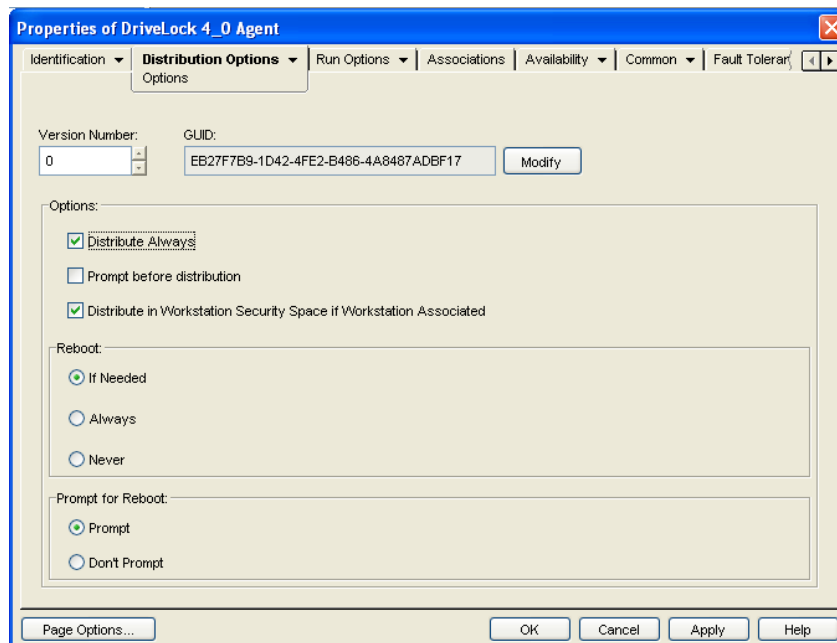 Properties of DriveLock 4_0 Agent
Identification Distribution Options Run Options Associations Availability Common Fault Toleran
Options
Version Number: GUID:
0 EB27F7B9-1D42-4FE2-B486-4A8487ADBF17 Modify
Options:
Distribute Always
Prompt before distribution
Distribute in Workstation Security Space if Workstation Associated
Reboot:
If Needed
Always
Never
Prompt for Reboot:
Prompt
Don't Prompt
Page Options... OK Cancel Apply Help